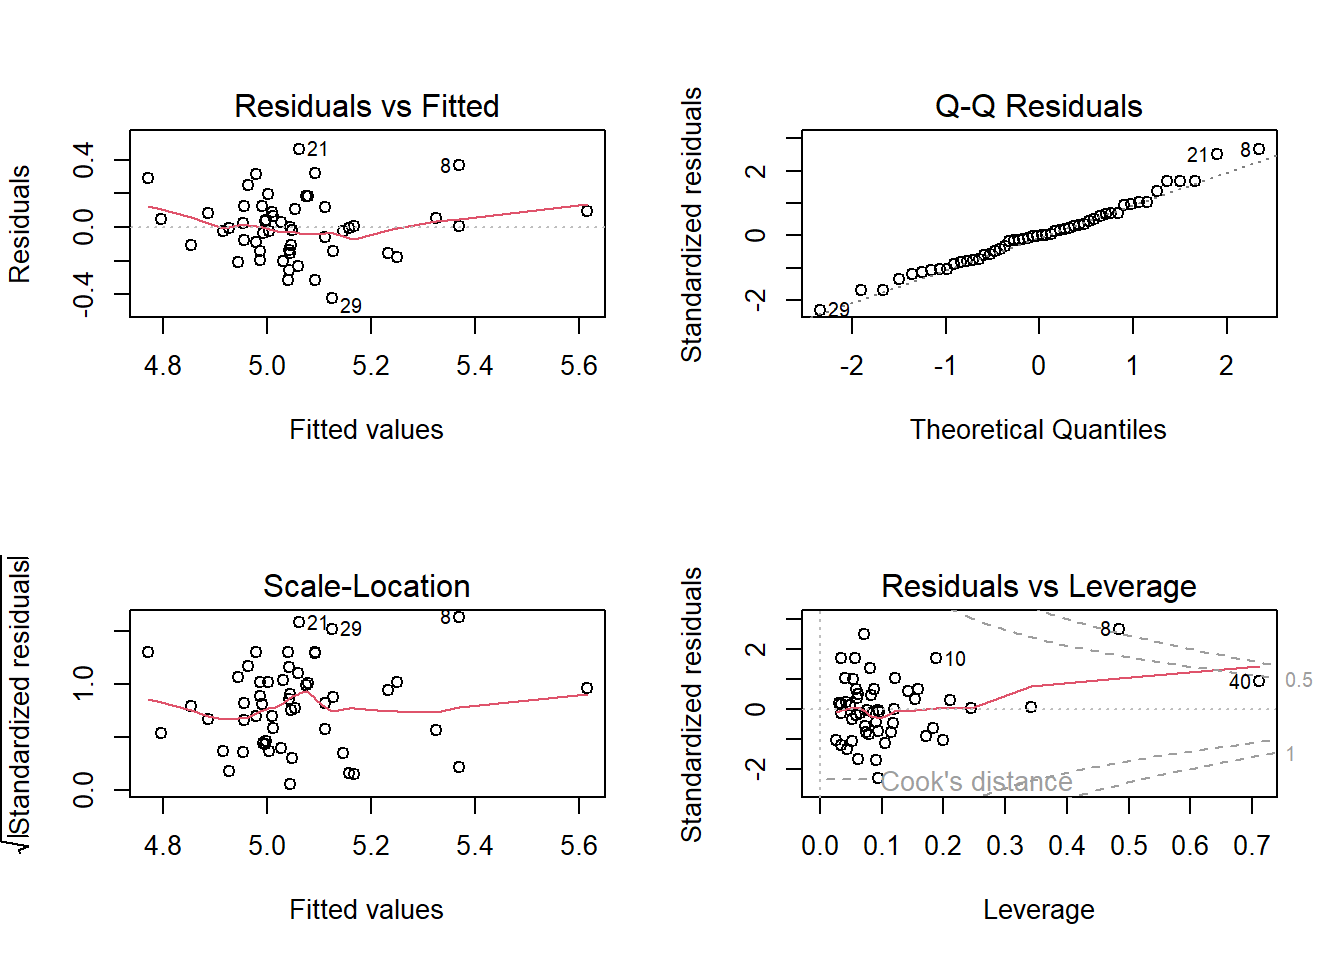 Residuals vs Fitted
Residuals
0.4
0.0
-0.4
21
8
29
4.8 5.0 5.2 5.4 5.6
Fitted values
Q-Q Residuals
Standardized residuals
2
0
-2
21
8
29
-2 -1 0 1 2
Theoretical Quantiles
Scale-Location
√|Standardized residuals|
1.0
0.0
21
29
8
4.8 5.0 5.2 5.4 5.6
Fitted values
Residuals vs Leverage
Standardized residuals
2
0
-2
8
10
40
0.5
1
Cook's distance
0.0 0.1 0.2 0.3 0.4 0.5 0.6 0.7
Leverage